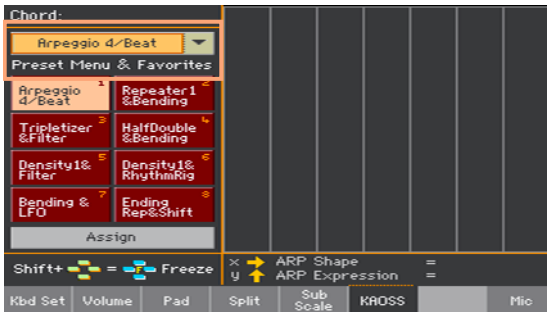 Chord:
Arpeggio 4/Beat
Preset Menu & Favorites
Arpeggio 4/Beat 1
Repeater1 &Bending 2
Tripletizer &Filter 3
HalfDouble &Bending 4
Density1& Filter 5
Density1& RhythmRig 6
Bending & LFO 7
Ending Rep&Shift 8
Assign
Shift+ = F Freeze
x ARP Shape =
y ARP Expression =
Kbd Set Volume Pad Split Sub Scale KAOSS Mic